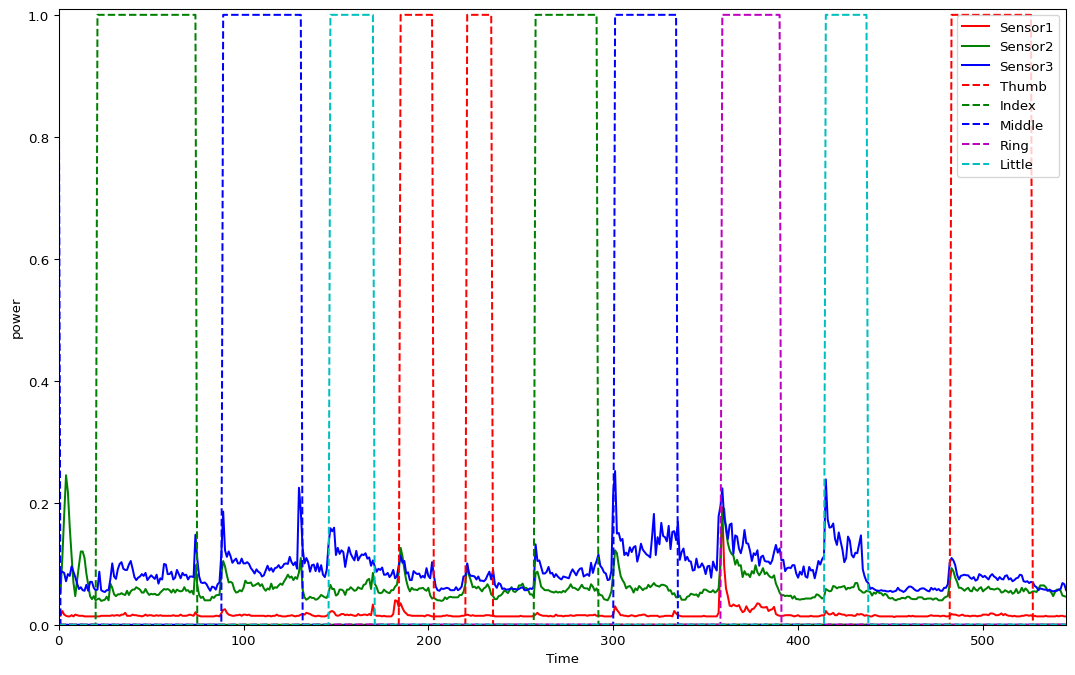 1.0
0.8
0.6
0.4
0.2
0.0
power
0
100
200
300
400
500
Time
Sensor1
Sensor2
Sensor3
Thumb
Index
Middle
Ring
Little